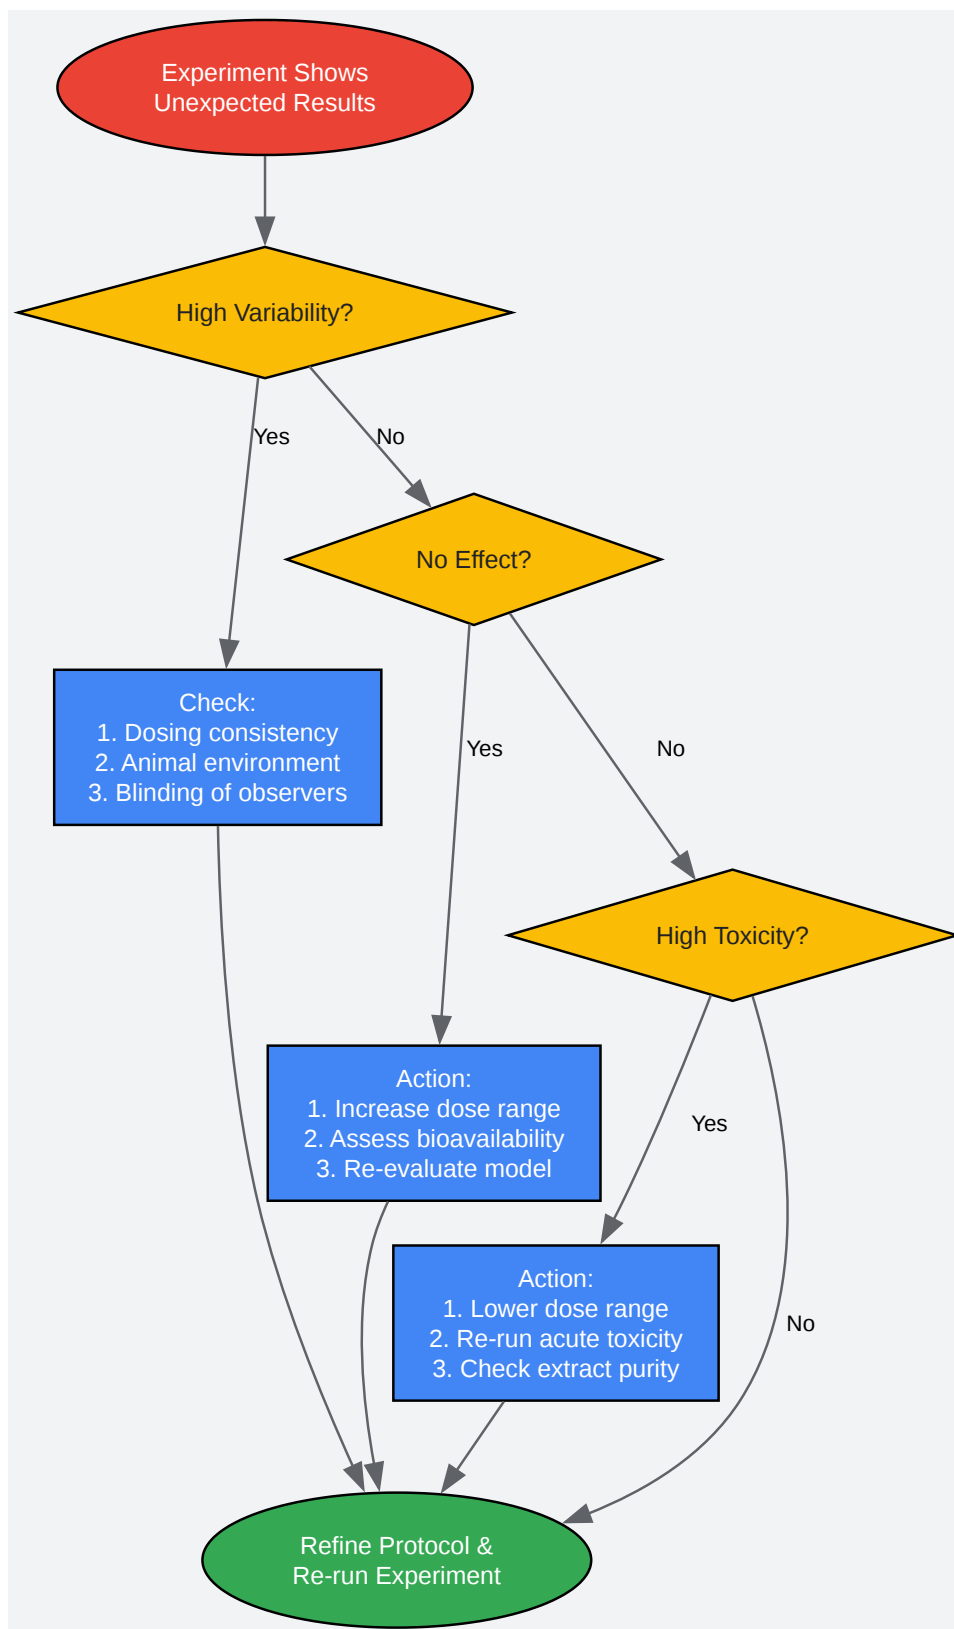 Experiment Shows
Unexpected Results
High Variability?
Yes
No
No Effect?
Check:
1. Dosing consistency
2. Animal environment
3. Blinding of observers
Yes
No
High Toxicity?
Action:
1. Increase dose range
2. Assess bioavailability
3. Re-evaluate model
Yes
Action:
1. Lower dose range
2. Re-run acute toxicity
3. Check extract purity
No
Refine Protocol &
Re-run Experiment